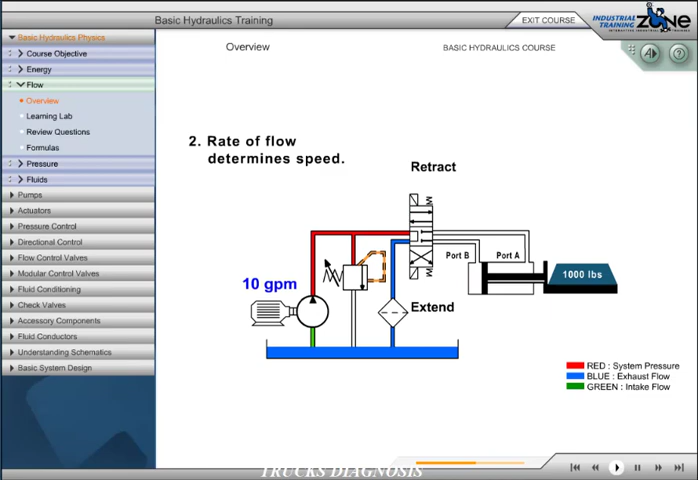 Basic Hydraulics Training
EXIT COURSE
INDUSTRIAL
TRAINING
ZONE
Basic Hydraulics Physics
Course Objective
Energy
Flow
Overview
Learning Lab
Review Questions
Formulas
Pressure
Fluids
Pumps
Actuators
Pressure Control
Directional Control
Flow Control Valves
Modular Control Valves
Fluid Conditioning
Check Valves
Accessory Components
Fluid Conductors
Understanding Schematics
Basic System Design
Overview
BASIC HYDRAULICS COURSE
A
?
2. Rate of flow
determines speed.
Retract
Port B
Port A
1000 lbs
10 gpm
Extend
RED : System Pressure
BLUE : Exhaust Flow
GREEN : Intake Flow
TRUCKS DIAGNOSIS